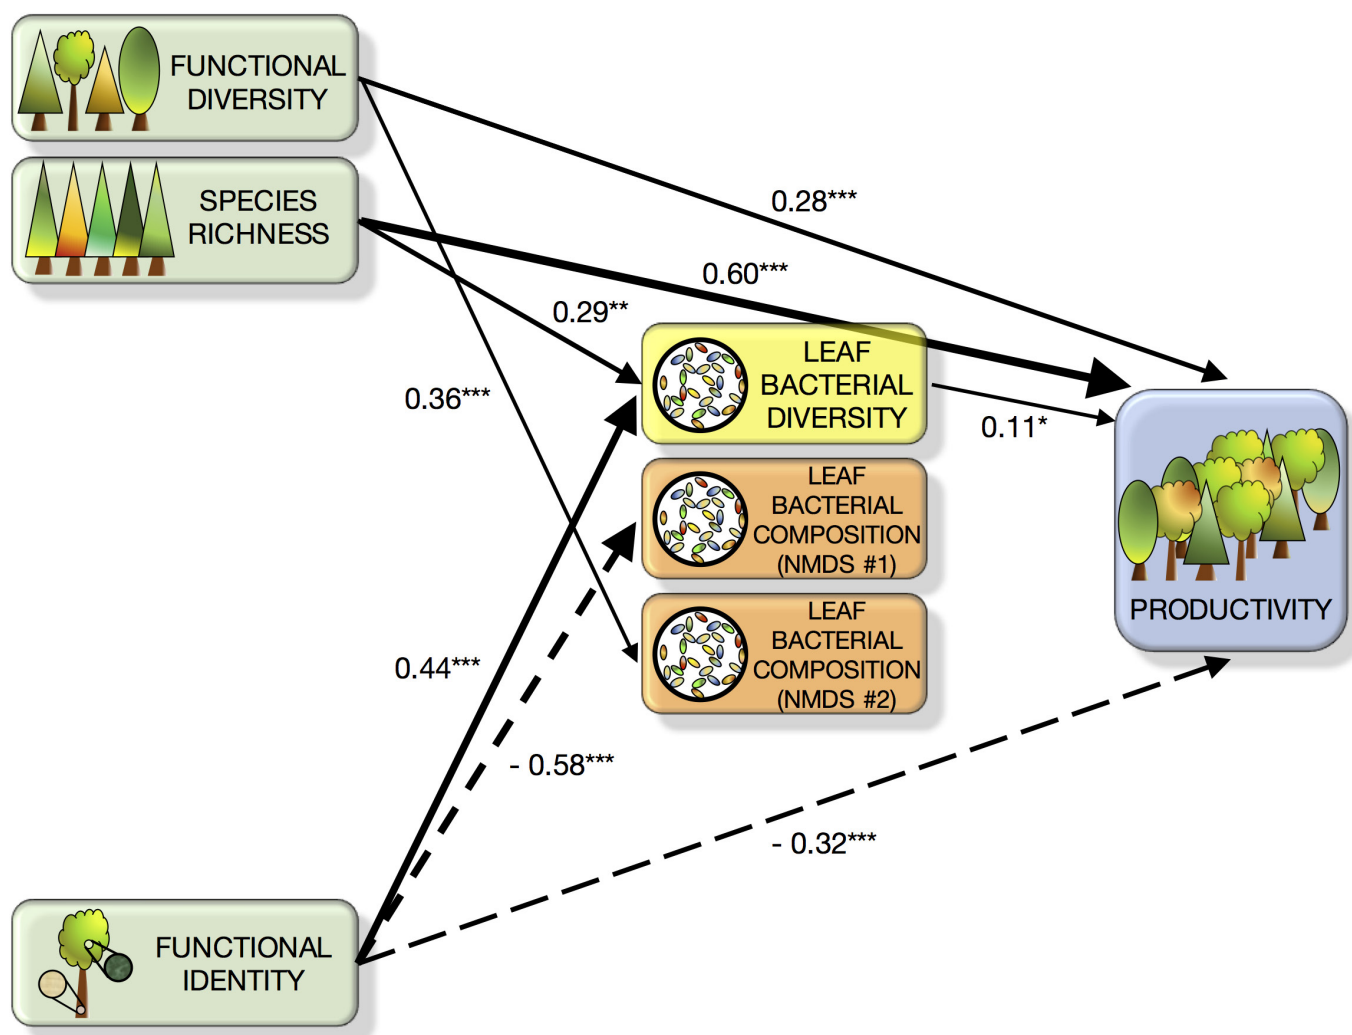 FUNCTIONAL
DIVERSITY
SPECIES
RICHNESS
0.28***
0.60***
0.29**
0.36***
LEAF
BACTERIAL
DIVERSITY
0.11*
LEAF
BACTERIAL
COMPOSITION
(NMDS #1)
LEAF
BACTERIAL
COMPOSITION
(NMDS #2)
PRODUCTIVITY
0.44***
- 0.58***
- 0.32***
FUNCTIONAL
IDENTITY